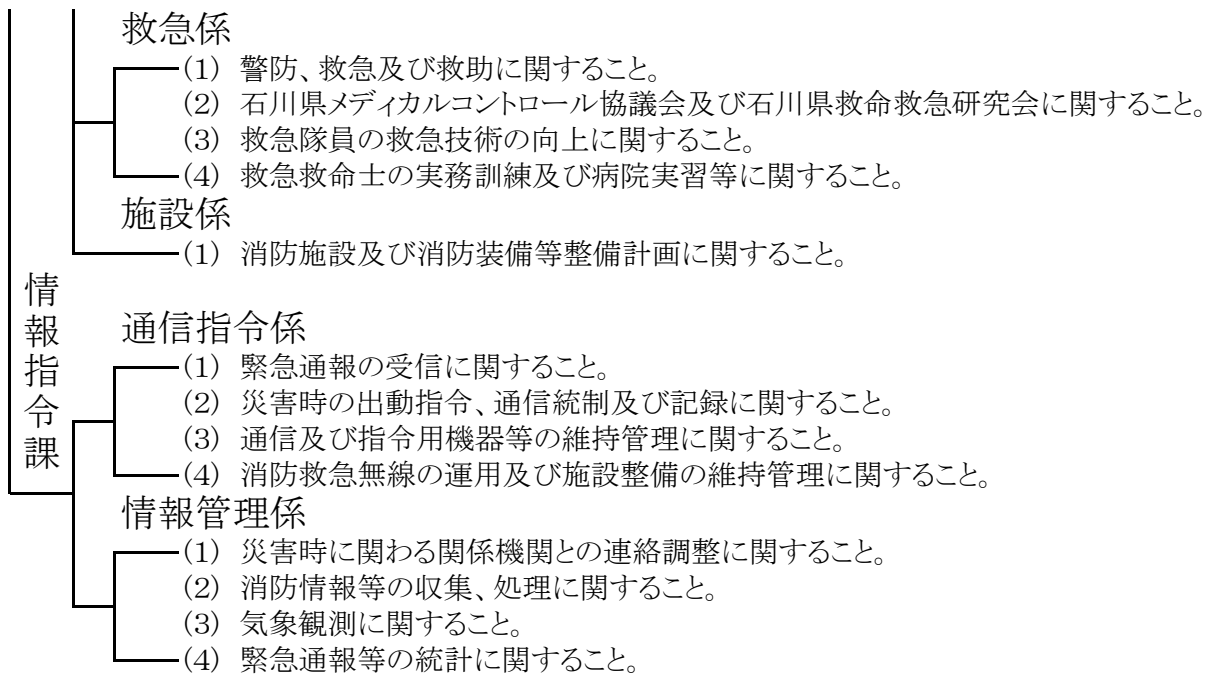 救急係
(1) 警防、救急及び救助に関すること。
(2) 石川県メディカルコントロール協議会及び石川県救命救急研究会に関すること。
(3) 救急隊員の救急技術の向上に関すること。
(4) 救急救命士の実務訓練及び病院実習等に関すること。
施設係
(1) 消防施設及び消防装備等整備計画に関すること。
情報指令課
通信指令係
(1) 緊急通報の受信に関すること。
(2) 災害時の出動指令、通信統制及び記録に関すること。
(3) 通信及び指令用機器等の維持管理に関すること。
(4) 消防救急無線の運用及び施設整備の維持管理に関すること。
情報管理係
(1) 災害時に関わる関係機関との連絡調整に関すること。
(2) 消防情報等の収集、処理に関すること。
(3) 気象観測に関すること。
(4) 緊急通報等の統計に関すること。